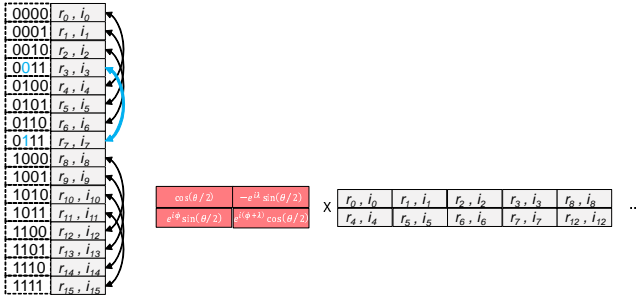 0000 r0 , i0
0001 r1 , i1
0010 r2 , i2
0011 r3 , i3
0100 r4 , i4
0101 r5 , i5
0110 r6 , i6
0111 r7 , i7
1000 r8 , i8
1001 r9 , i9
1010 r10 , i10
1011 r11 , i11
1100 r12 , i12
1101 r13 , i13
1110 r14 , i14
1111 r15 , i15
cos(θ/2) −e^{iλ} sin(θ/2)
e^{iϕ} sin(θ/2) e^{i(ϕ+λ)} cos(θ/2)
X
r0 , i0 r1 , i1 r2 , i2 r3 , i3 r8 , i8
r4 , i4 r5 , i5 r6 , i6 r7 , i7 r12 , i12
..